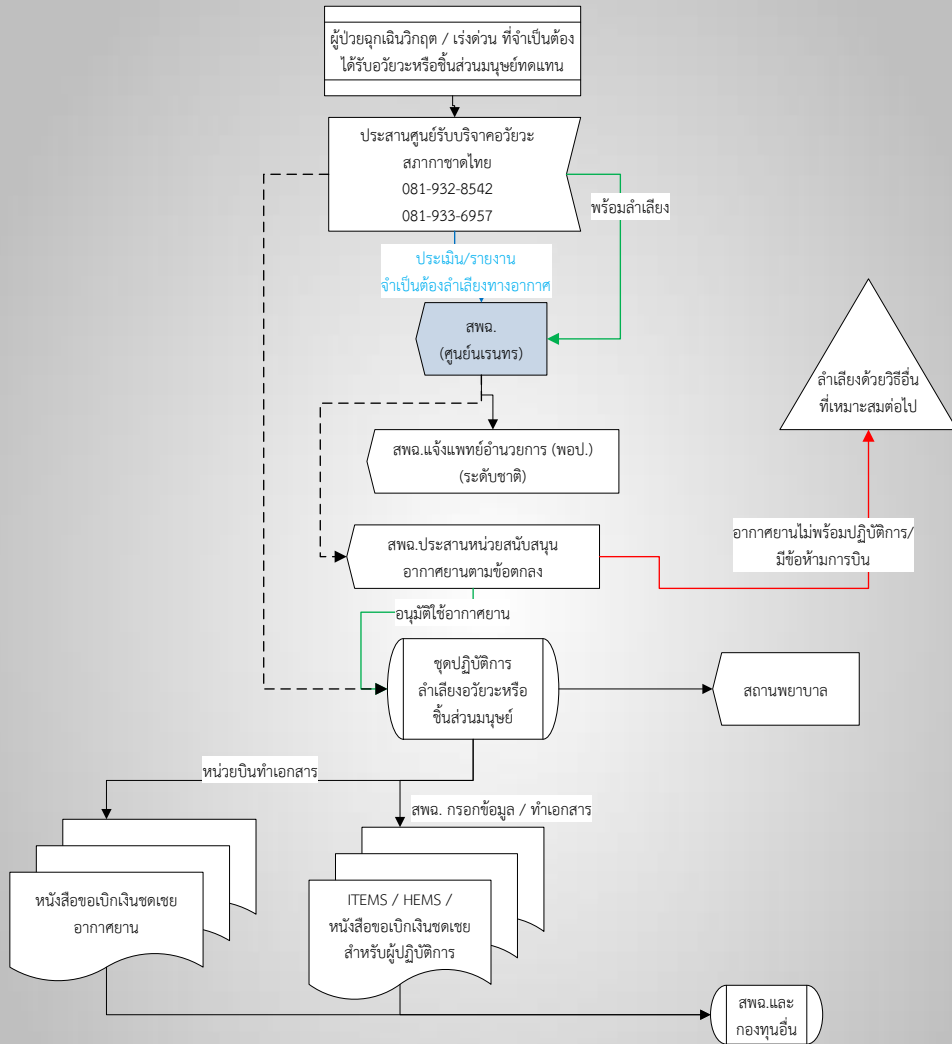 ผู้ป่วยฉุกเฉินวิกฤต / เร่งด่วน ที่จำเป็นต้อง
ได้รับอวัยวะหรือชิ้นส่วนมนุษย์ทดแทน
ประสานศูนย์รับบริจาคอวัยวะ
สภากาชาดไทย
081-932-8542
081-933-6957
พร้อมลำเลียง
ประเมิน/รายงาน
จำเป็นต้องลำเลียงทางอากาศ
สพฉ.
(ศูนย์นเรนทร)
ลำเลียงด้วยวิธีอื่น
ที่เหมาะสมต่อไป
สพฉ.แจ้งแพทย์อำนวยการ (พอป.)
(ระดับชาติ)
อากาศยานไม่พร้อมปฏิบัติการ/
มีข้อห้ามการบิน
สพฉ.ประสานหน่วยสนับสนุน
อากาศยานตามข้อตกลง
อนุมัติใช้อากาศยาน
ชุดปฏิบัติการ
ลำเลียงอวัยวะหรือ
ชิ้นส่วนมนุษย์
สถานพยาบาล
หน่วยบินทำเอกสาร
สพฉ. กรอกข้อมูล / ทำเอกสาร
หนังสือขอเบิกเงินชดเชย
อากาศยาน
ITEMS / HEMS /
หนังสือขอเบิกเงินชดเชย
สำหรับผู้ปฏิบัติการ
สพฉ.และ
กองทุนอื่น